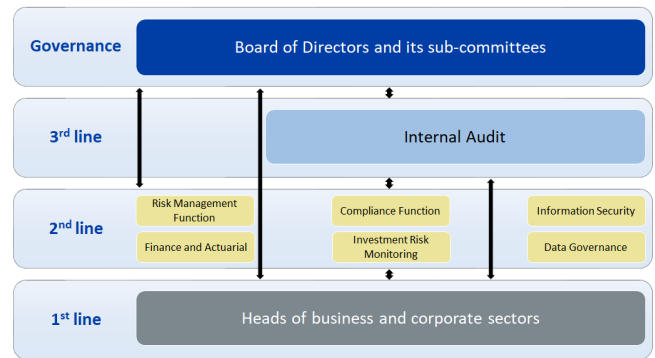 Governance
Board of Directors and its sub-committees
3rd line
Internal Audit
2nd line
Risk Management
Function
Compliance Function
Information Security
Finance and Actuarial
Investment Risk
Monitoring
Data Governance
1st line
Heads of business and corporate sectors